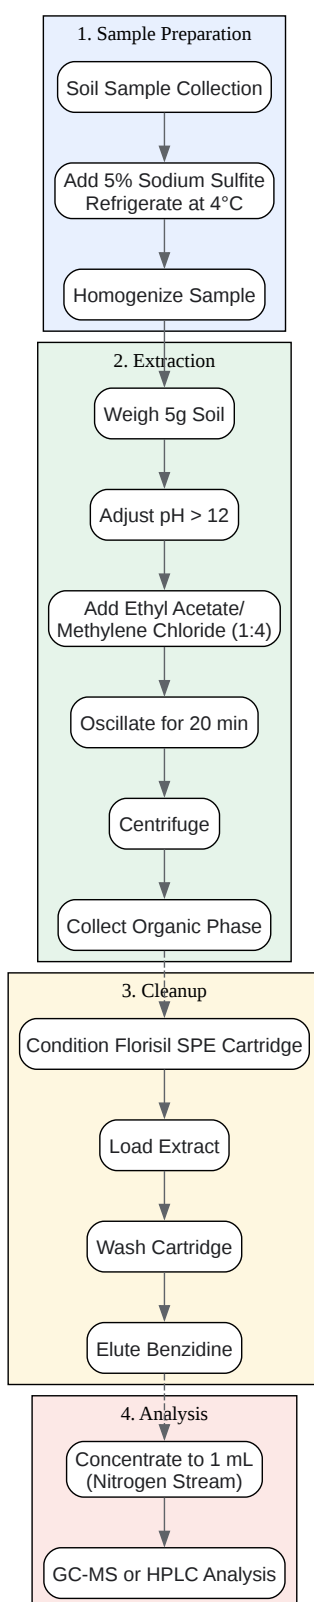 1. Sample Preparation
Soil Sample Collection
Add 5% Sodium Sulfite
Refrigerate at 4°C
Homogenize Sample
2. Extraction
Weigh 5g Soil
Adjust pH > 12
Add Ethyl Acetate/
Methylene Chloride (1:4)
Oscillate for 20 min
Centrifuge
Collect Organic Phase
3. Cleanup
Condition Florisil SPE Cartridge
Load Extract
Wash Cartridge
Elute Benzidine
4. Analysis
Concentrate to 1 mL
(Nitrogen Stream)
GC-MS or HPLC Analysis